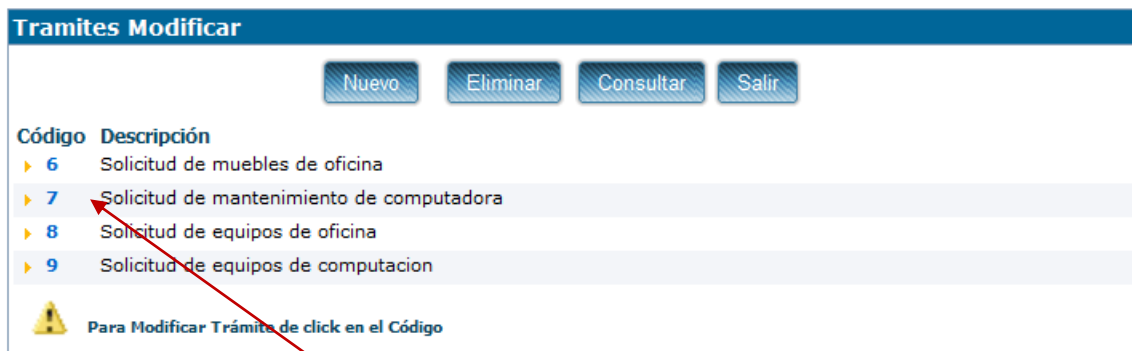 Tramites Modificar
Nuevo Eliminar Consultar Salir
Código Descripción
6 Solicitud de muebles de oficina
7 Solicitud de mantenimiento de computadora
8 Solicitud de equipos de oficina
9 Solicitud de equipos de computacion
Para Modificar Trámite de click en el Código